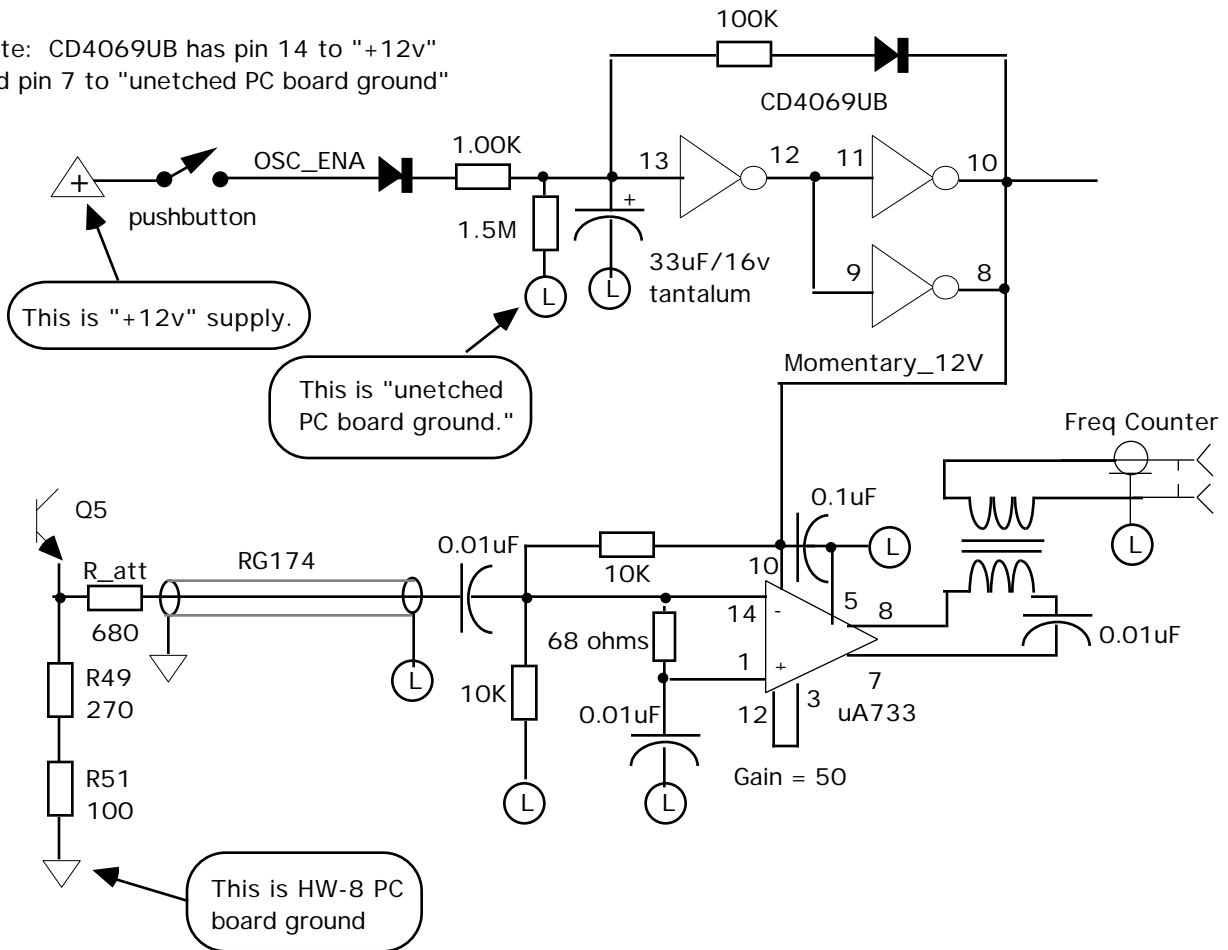 100K
te: CD4069UB has pin 14 to "+12v"
d pin 7 to "unetched PC board ground"
CD4069UB
1.00K
OSC_ENA
13
12
11
10
+
pushbutton
1.5M
+
33uF/16v
tantalum
9
8
L
L
This is "+12v" supply.
This is "unetched
PC board ground."
Momentary_12V
Freq Counter
Q5
0.1uF
L
L
RG174
0.01uF
10K
10
R_att
680
14
-
5
8
68 ohms
0.01uF
R49
270
L
10K
1
+
7
3
uA733
12
0.01uF
R51
100
Gain = 50
L
L
This is HW-8 PC
board ground